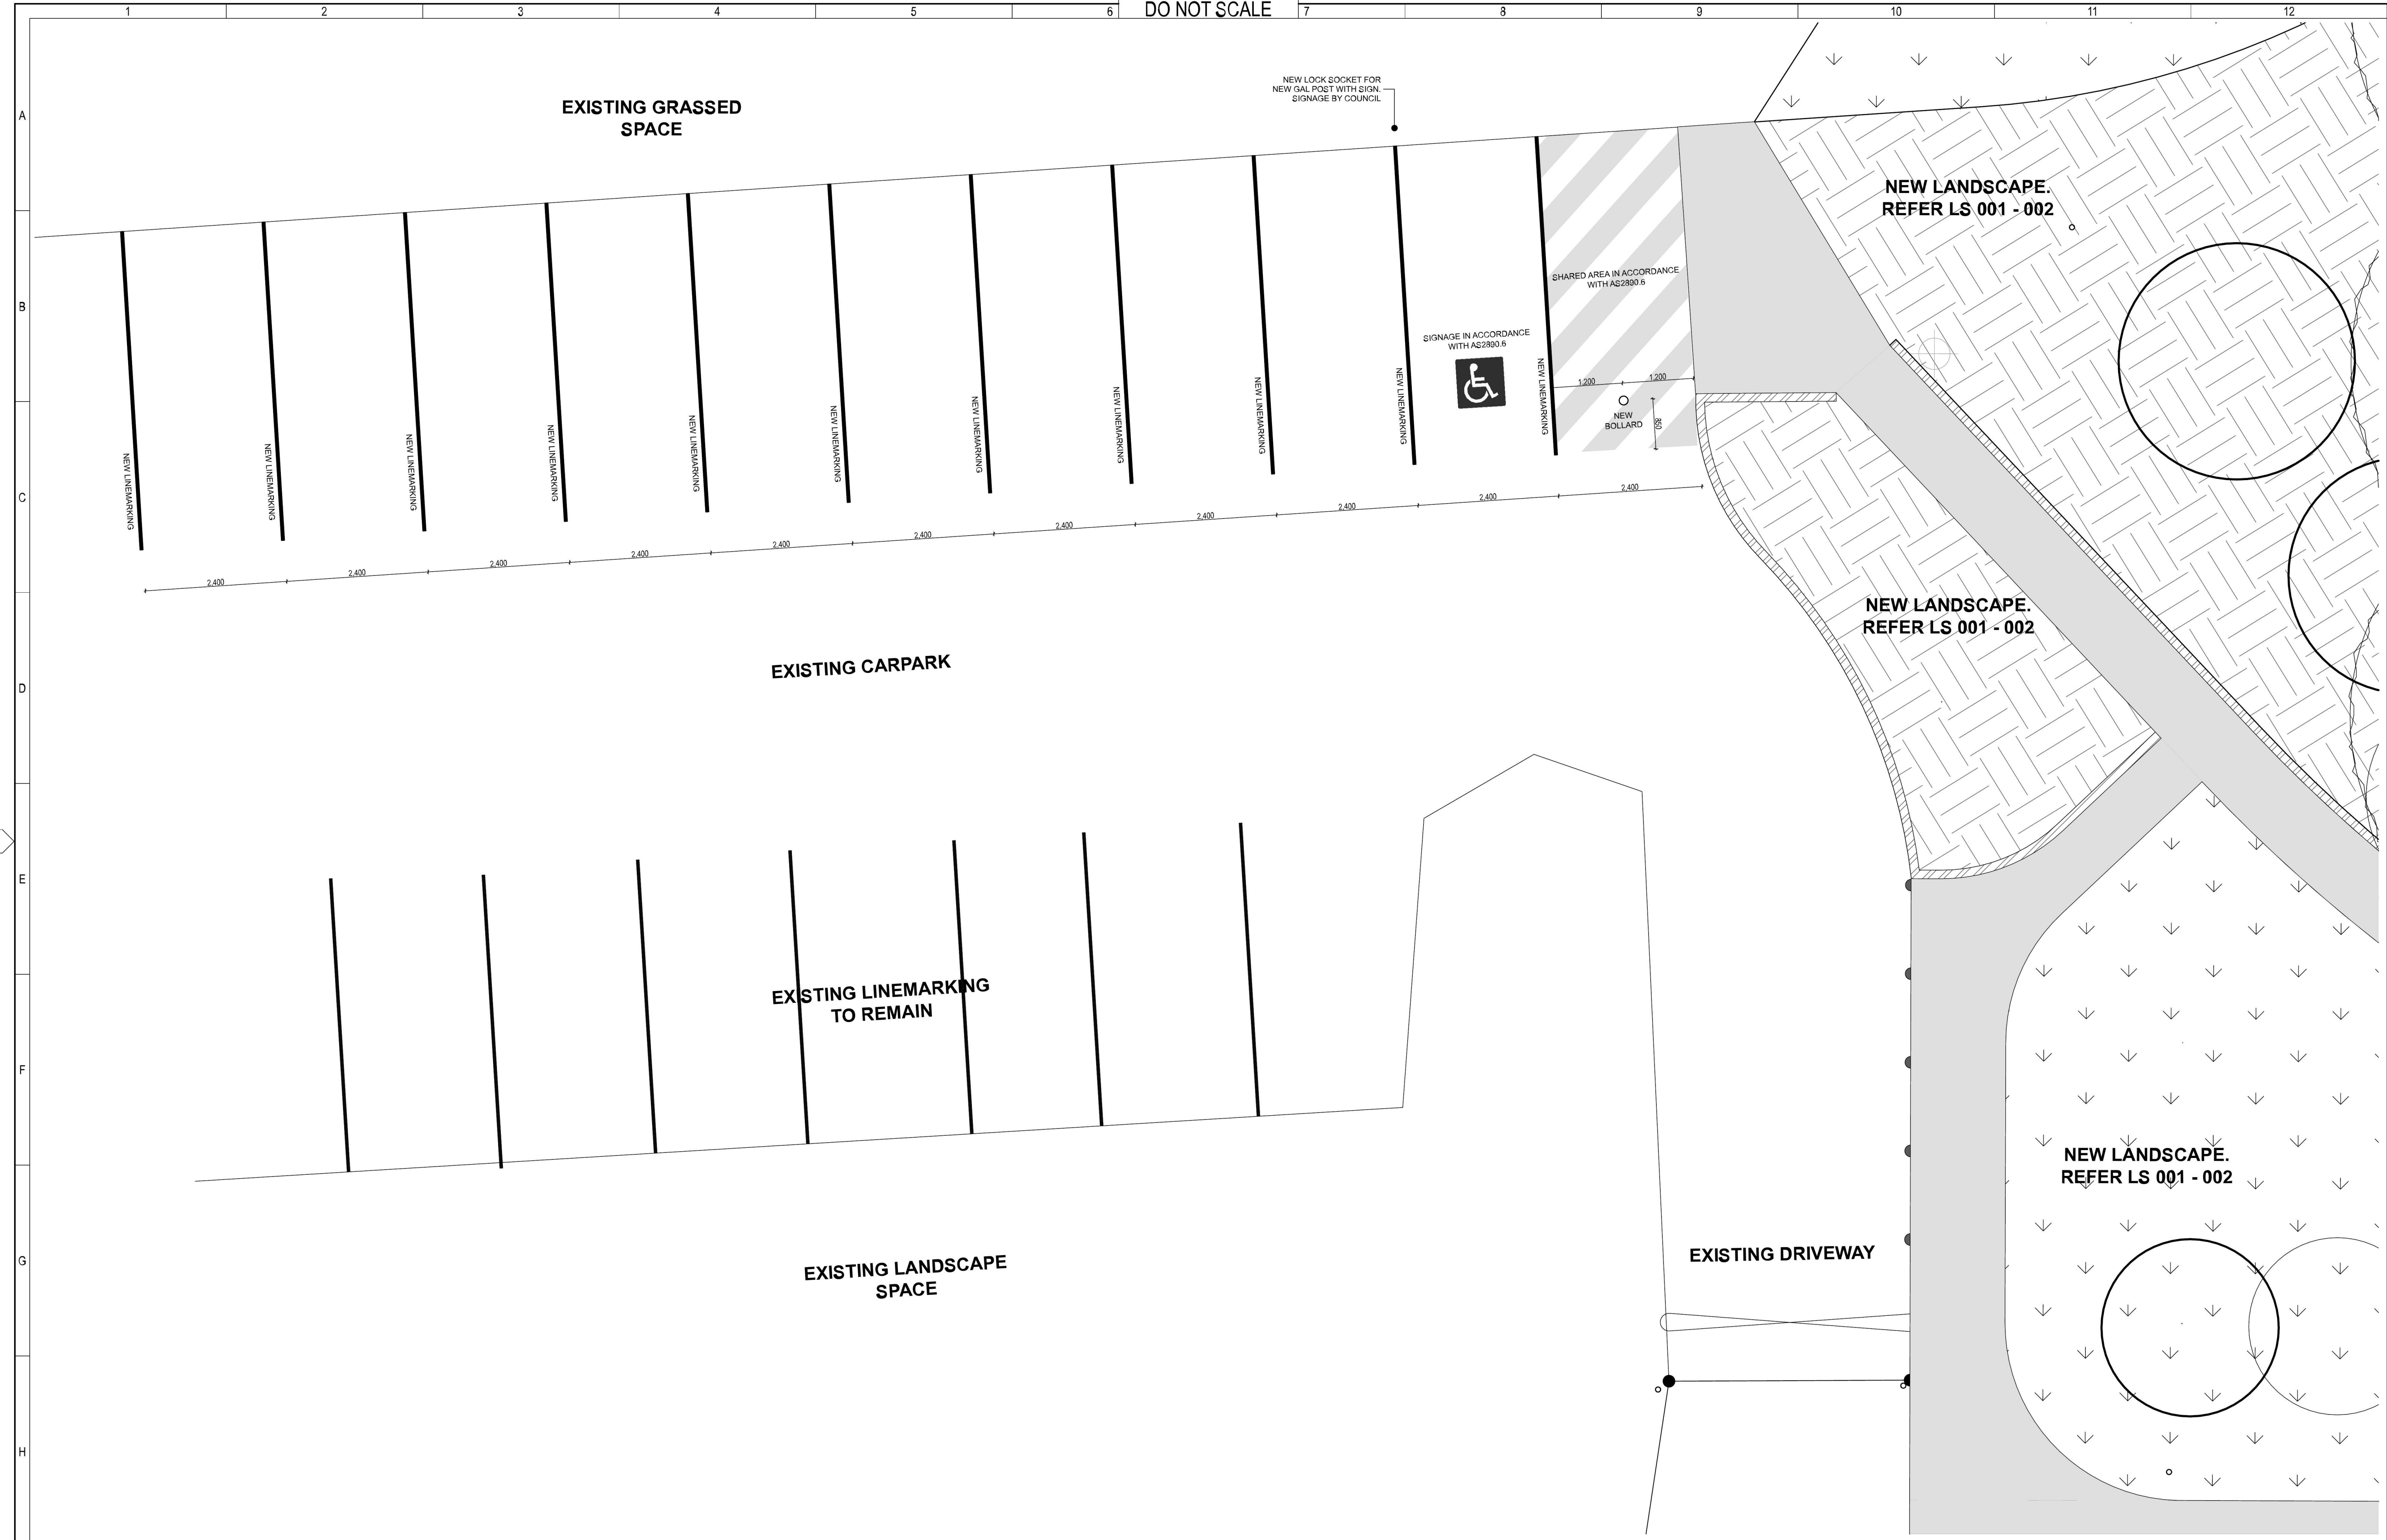 1
2
3
4
5
6
DO NOT SCALE
7
8
9
10
11
12
A
B
C
D
E
F
G
H
EXISTING GRASSED
SPACE
NEW LOCK SOCKET FOR
NEW GAL POST WITH SIGN.
SIGNAGE BY COUNCIL
NEW LANDSCAPE.
REFER LS 001 - 002
SHARED AREA IN ACCORDANCE
WITH AS2890.6
SIGNAGE IN ACCORDANCE
WITH AS2890.6
1,200
1,200
NEW
BOLLARD
850
NEW LINEMARKING
NEW LINEMARKING
NEW LINEMARKING
NEW LINEMARKING
NEW LINEMARKING
NEW LINEMARKING
NEW LINEMARKING
NEW LINEMARKING
NEW LINEMARKING
NEW LINEMARKING
NEW LINEMARKING
2,400
2,400
2,400
2,400
2,400
2,400
2,400
2,400
2,400
2,400
2,400
NEW LANDSCAPE.
REFER LS 001 - 002
EXISTING CARPARK
EXISTING LINEMARKING
TO REMAIN
NEW LANDSCAPE.
REFER LS 001 - 002
EXISTING DRIVEWAY
EXISTING LANDSCAPE
SPACE